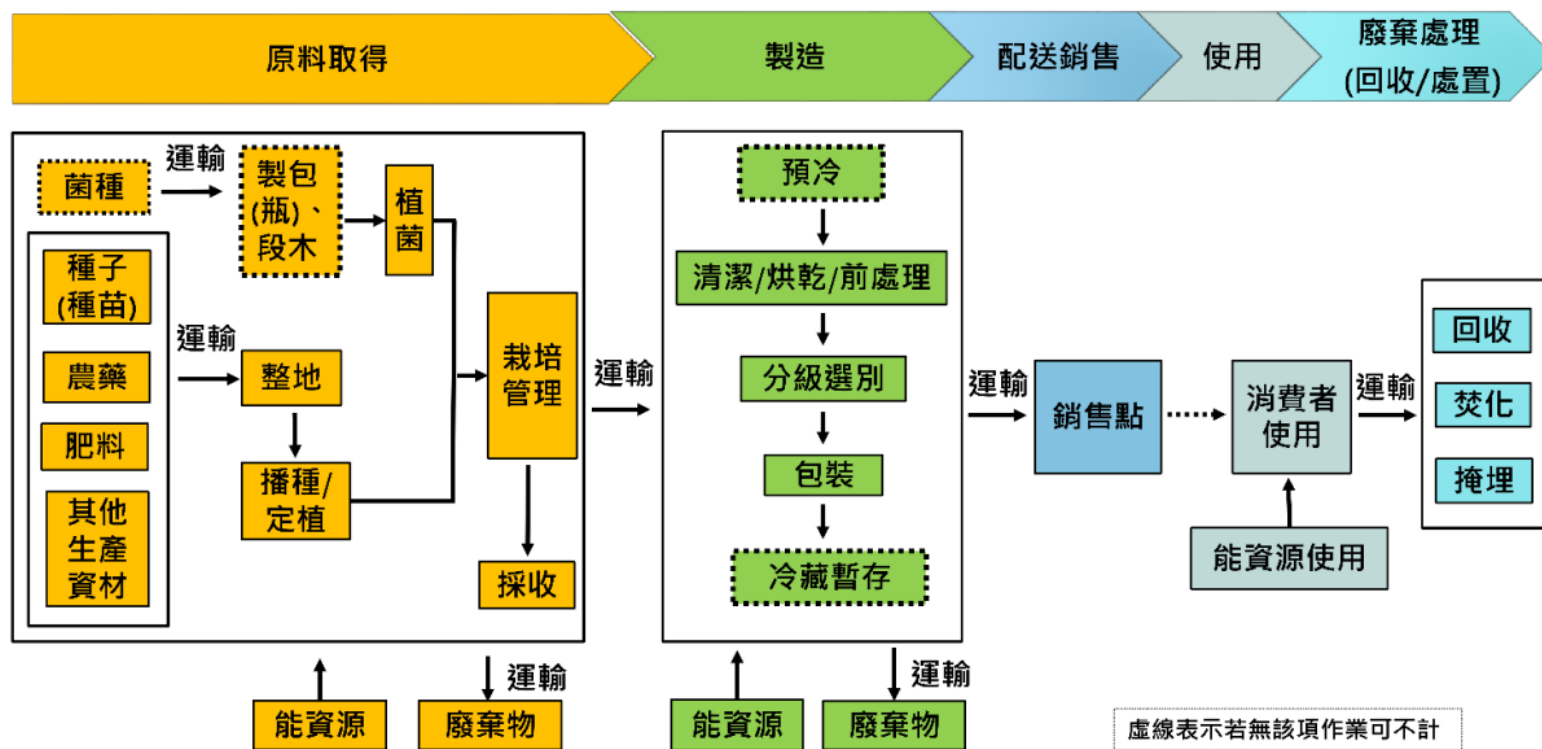 原料取得
製造
配送銷售
使用
廢棄處理
(回收/處置)
菌種
運輸
製包
(瓶)、
段木
植
菌
種子
(種苗)
農藥
肥料
其他
生產
資材
運輸
整地
播種/
定植
栽培
管理
採收
能資源
廢棄物
運輸
運輸
預冷
清潔/烘乾/前處理
分級選別
包裝
冷藏暫存
能資源
廢棄物
運輸
運輸
銷售點
消費者
使用
能資源使用
運輸
回收
焚化
掩埋
虛線表示若無該項作業可不計